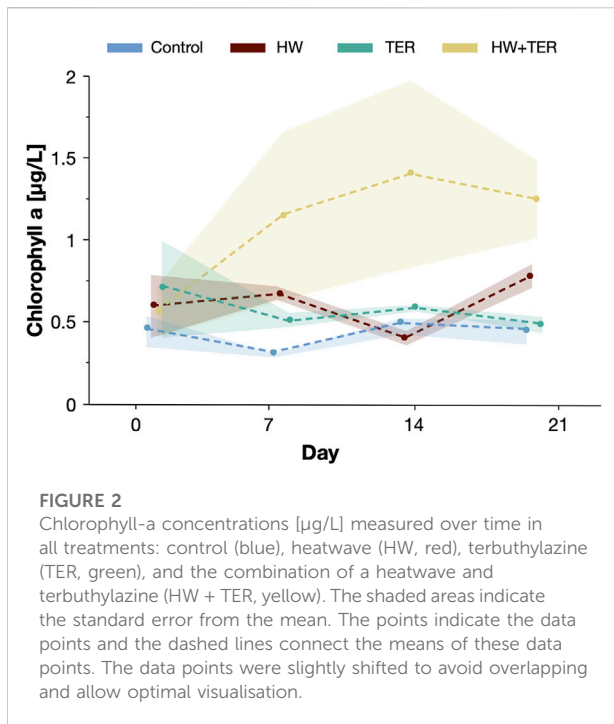 Control HW TER HW+TER
2
1.5
1
0.5
0
Chlorophyll a [µg/L]
0 7 14 21
Day
FIGURE 2
Chlorophyll-a concentrations [µg/L] measured over time in
all treatments: control (blue), heatwave (HW, red), terbuthylazine
(TER, green), and the combination of a heatwave and
terbuthylazine (HW + TER, yellow). The shaded areas indicate
the standard error from the mean. The points indicate the data
points and the dashed lines connect the means of these data
points. The data points were slightly shifted to avoid overlapping
and allow optimal visualisation.